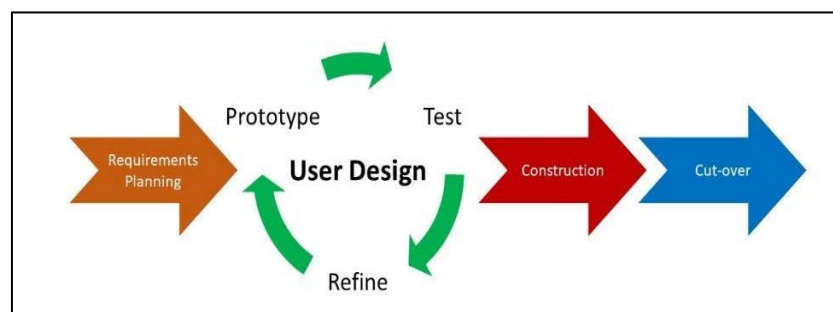 Requirements
Planning
Prototype
Test
User Design
Refine
Construction
Cut-over